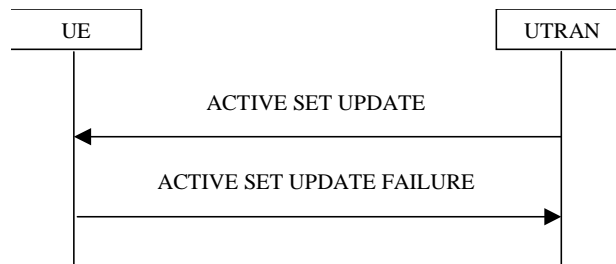 UE
UTRAN
ACTIVE SET UPDATE
ACTIVE SET UPDATE FAILURE